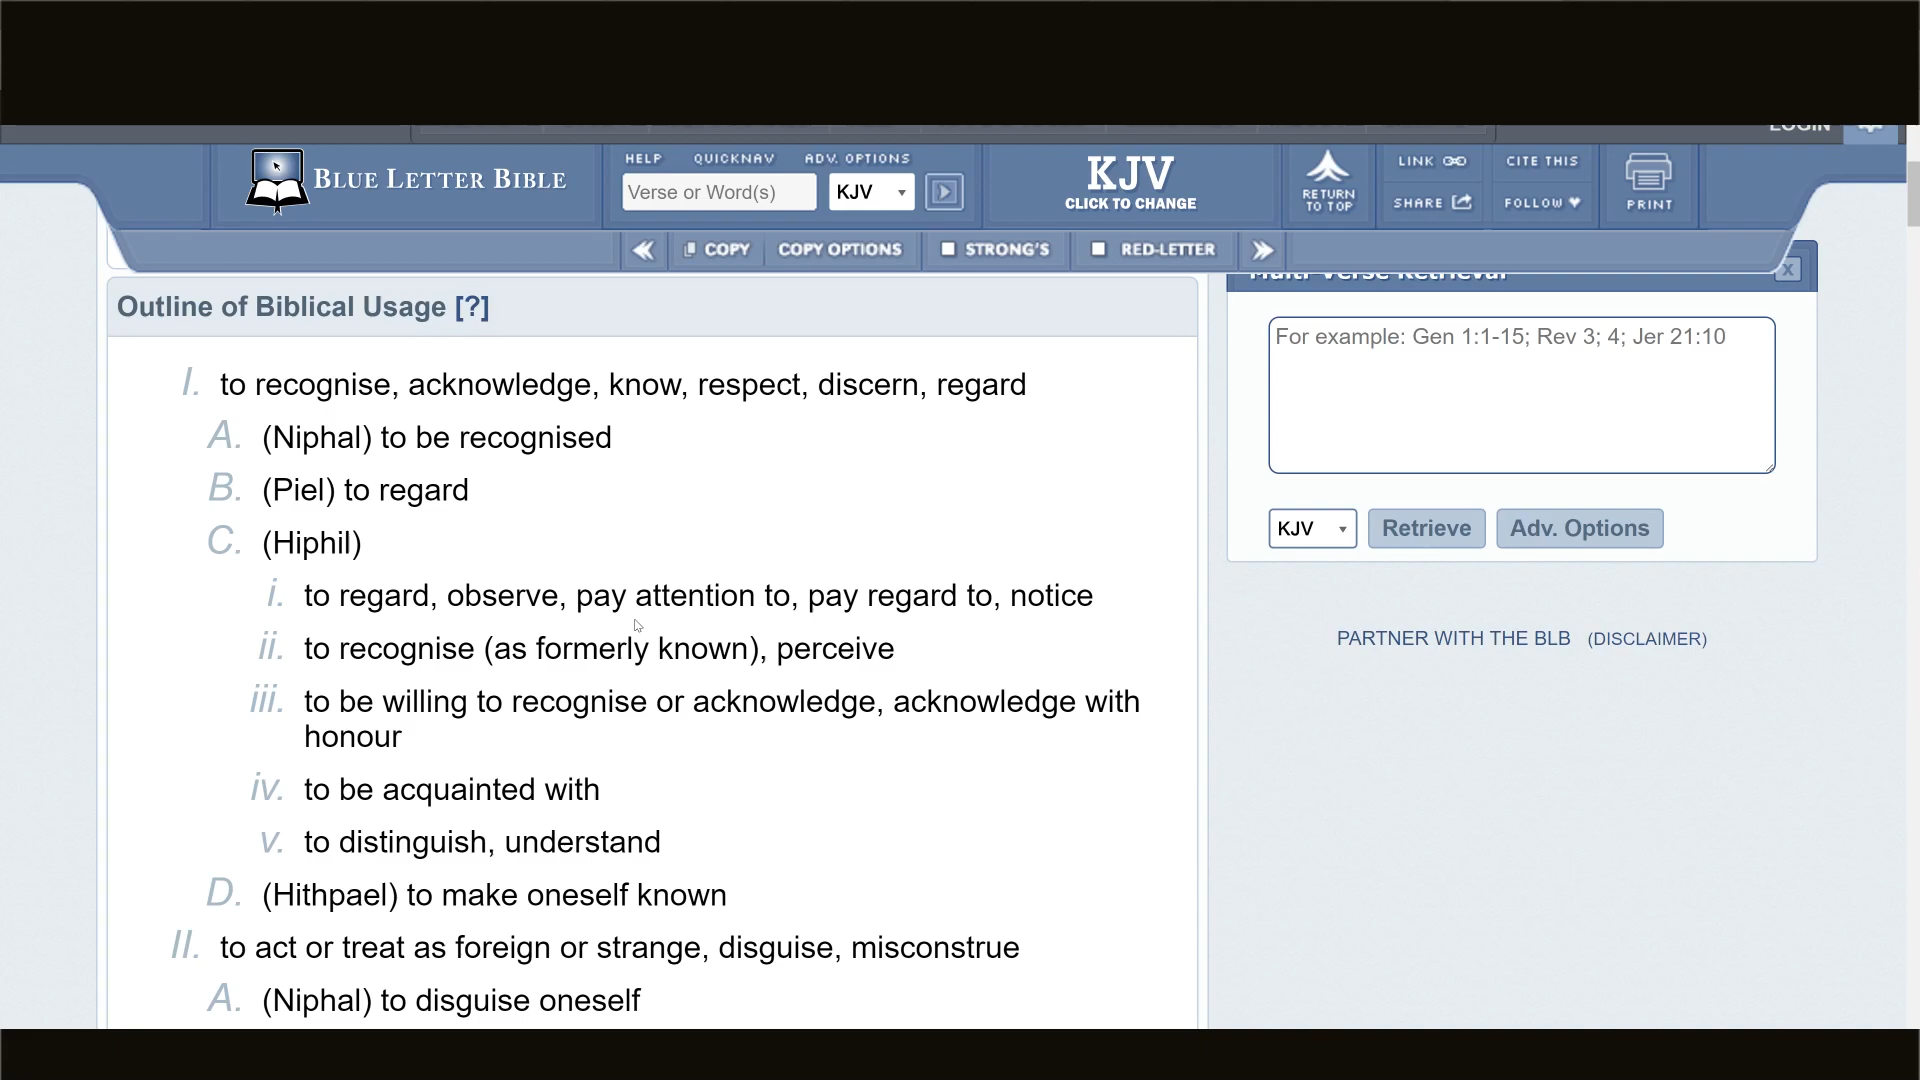 LOGIN
BLUE LETTER BIBLE
HELP QUICKNAV ADV. OPTIONS
Verse or Word(s) KJV
KJV
CLICK TO CHANGE
RETURN
TO TOP
LINK
SHARE
CITE THIS
FOLLOW
PRINT
COPY COPY OPTIONS STRONG'S RED-LETTER
Outline of Biblical Usage [?]
I. to recognise, acknowledge, know, respect, discern, regard
A. (Niphal) to be recognised
B. (Piel) to regard
C. (Hiphil)
i. to regard, observe, pay attention to, pay regard to, notice
ii. to recognise (as formerly known), perceive
iii. to be willing to recognise or acknowledge, acknowledge with
honour
iv. to be acquainted with
v. to distinguish, understand
D. (Hithpael) to make oneself known
II. to act or treat as foreign or strange, disguise, misconstrue
A. (Niphal) to disguise oneself
Multi-Verse Retrieval
x
For example: Gen 1:1-15; Rev 3; 4; Jer 21:10
KJV Retrieve Adv. Options
PARTNER WITH THE BLB (DISCLAIMER)